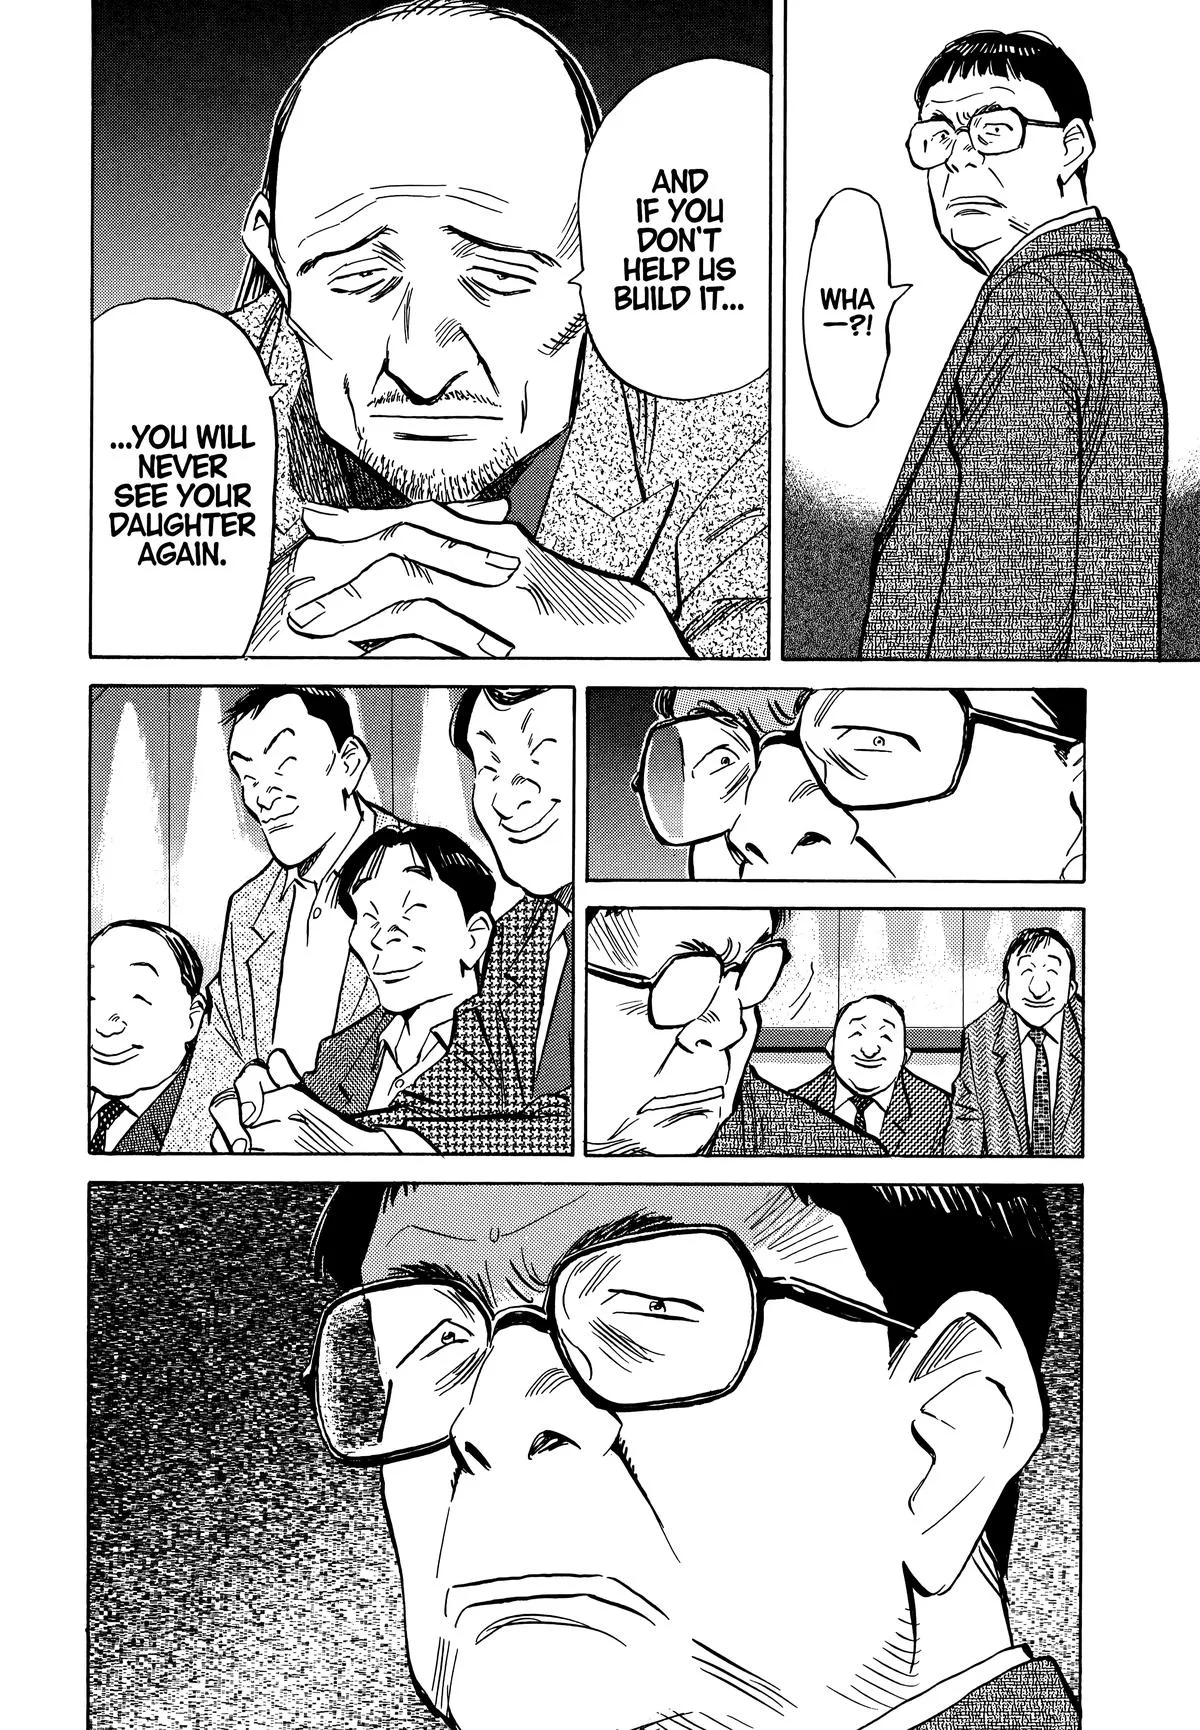 WHA
—?!
AND
IF YOU
DON'T
HELP US
BUILD IT...
...YOU WILL
NEVER
SEE YOUR
DAUGHTER
AGAIN.